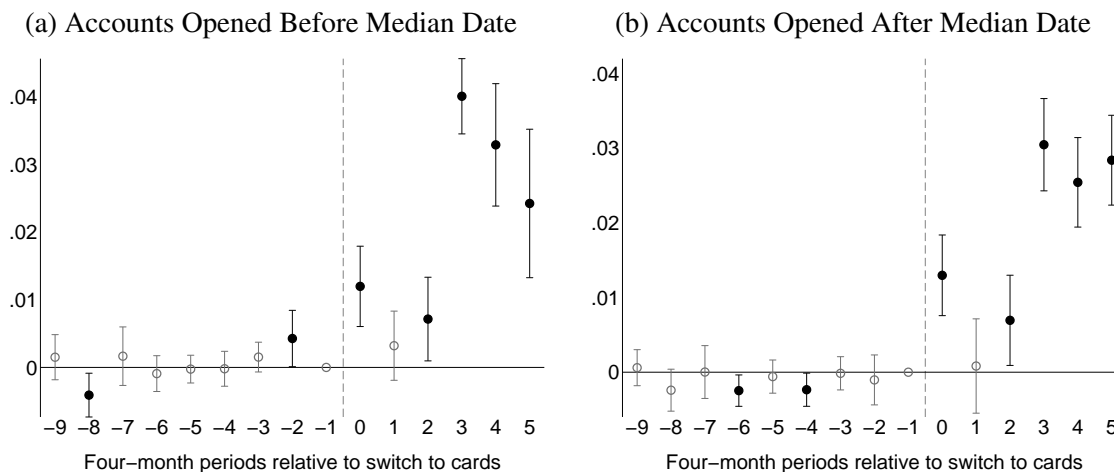 (a) Accounts Opened Before Median Date
.04
.03
.02
.01
0
−9 −8 −7 −6 −5 −4 −3 −2 −1 0 1 2 3 4 5
Four−month periods relative to switch to cards
(b) Accounts Opened After Median Date
.04
.03
.02
.01
0
−9 −8 −7 −6 −5 −4 −3 −2 −1 0 1 2 3 4 5
Four−month periods relative to switch to cards